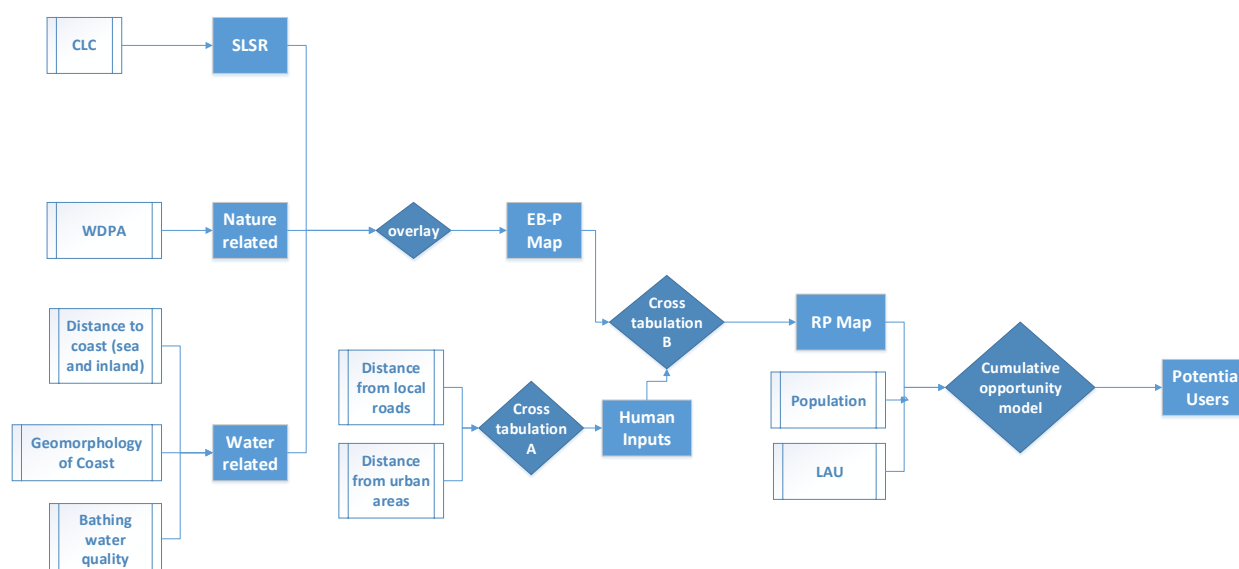 CLC
SLSR
WDPA
Nature
related
overlay
EB-P
Map
Distance to
coast (sea
and inland)
Geomorphology
of Coast
Bathing
water
quality
Water
related
Distance
from local
roads
Distance
from urban
areas
Cross
tabulation
A
Human
Inputs
Cross
tabulation
B
RP Map
Population
LAU
Cumulative
opportunity
model
Potential
Users